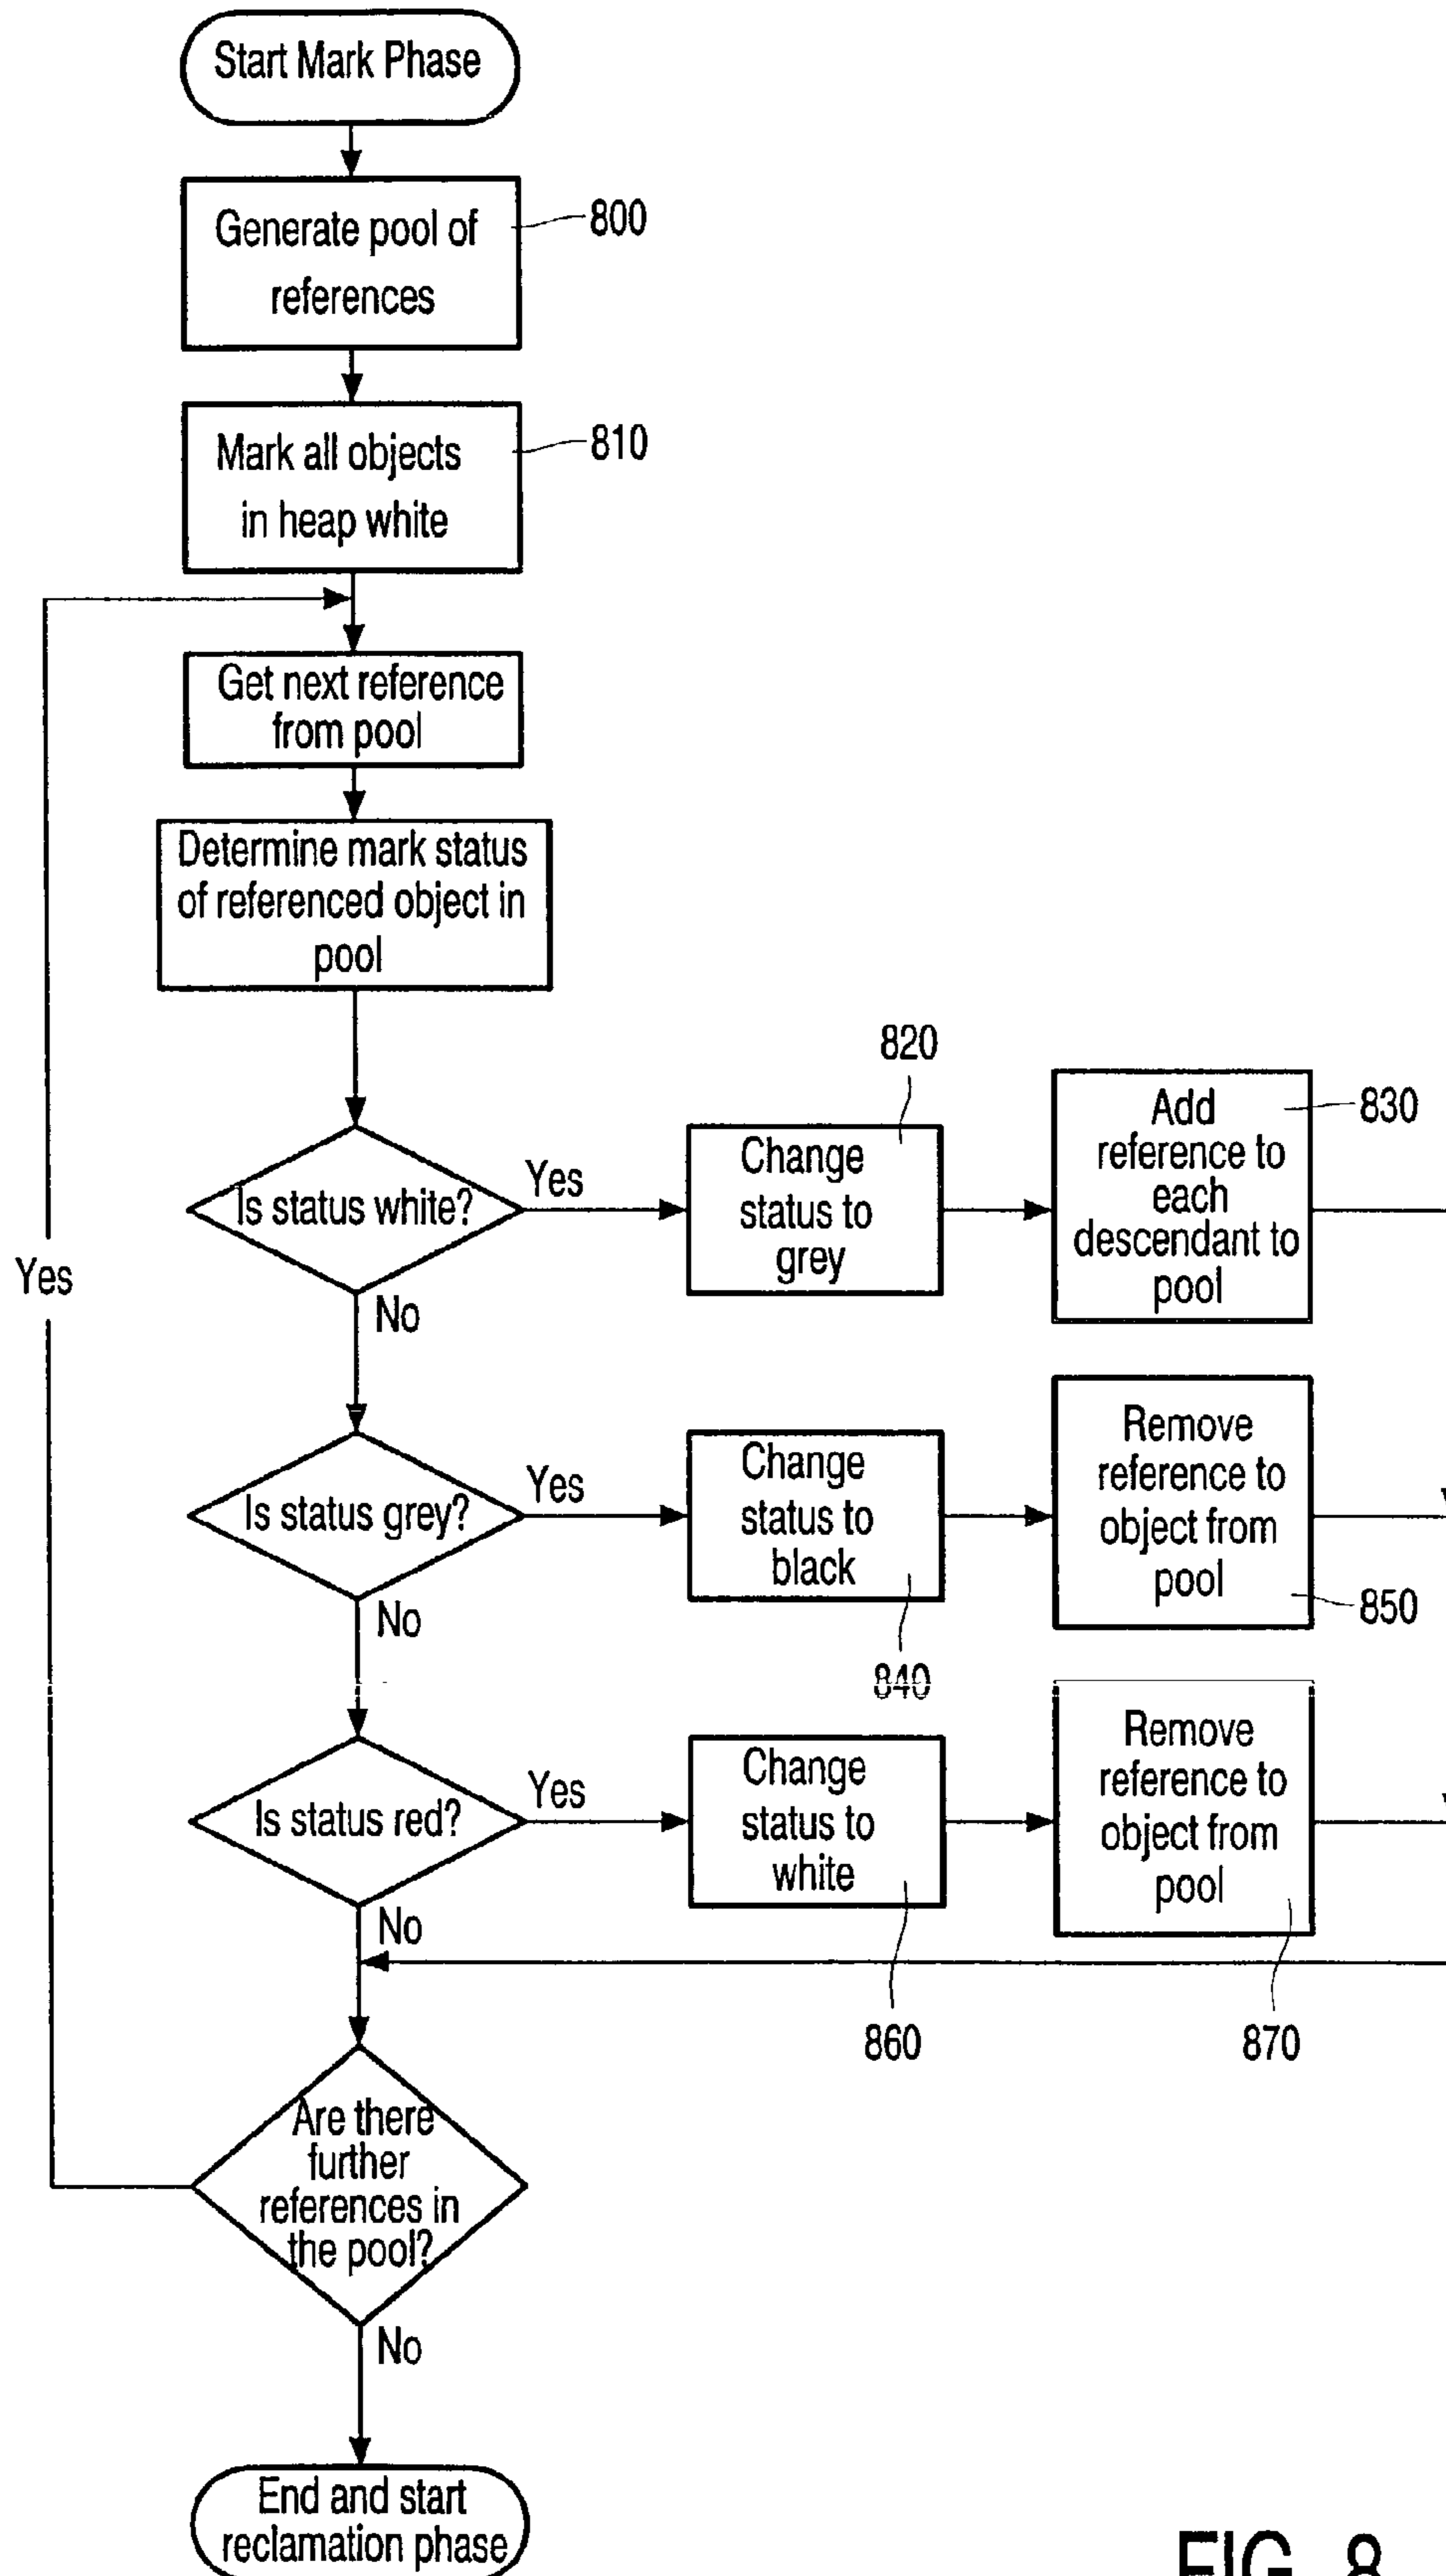 Start Mark Phase
Generate pool of
references
800
Mark all objects
in heap white
810
Get next reference
from pool
Determine mark status
of referenced object in
pool
Is status white?
Yes
No
820
Change
status to
grey
Add
reference to
each
descendant to
pool
830
Yes
Is status grey?
Yes
No
Change
status to
black
840
Remove
reference to
object from
pool
850
Is status red?
Yes
No
Change
status to
white
860
Remove
reference to
object from
pool
870
Are there
further
references in
the pool?
No
End and start
reclamation phase
FIG. 8